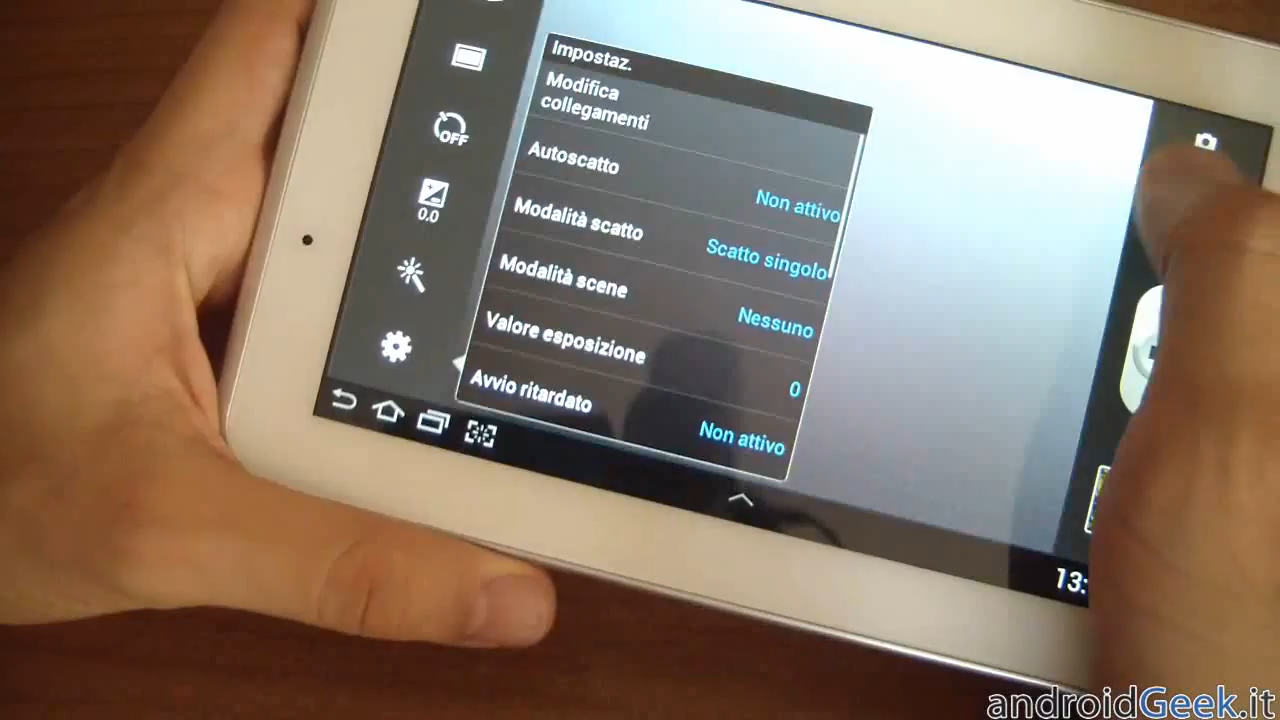 Impostaz.
Modifica
collegamenti
Autoscatto
Non attivo
Modalità scatto
Scatto singolo
Modalità scene
Nessuno
Valore esposizione
0
Avvio ritardato
Non attivo
OFF
0.0
13:
androidGeek.it